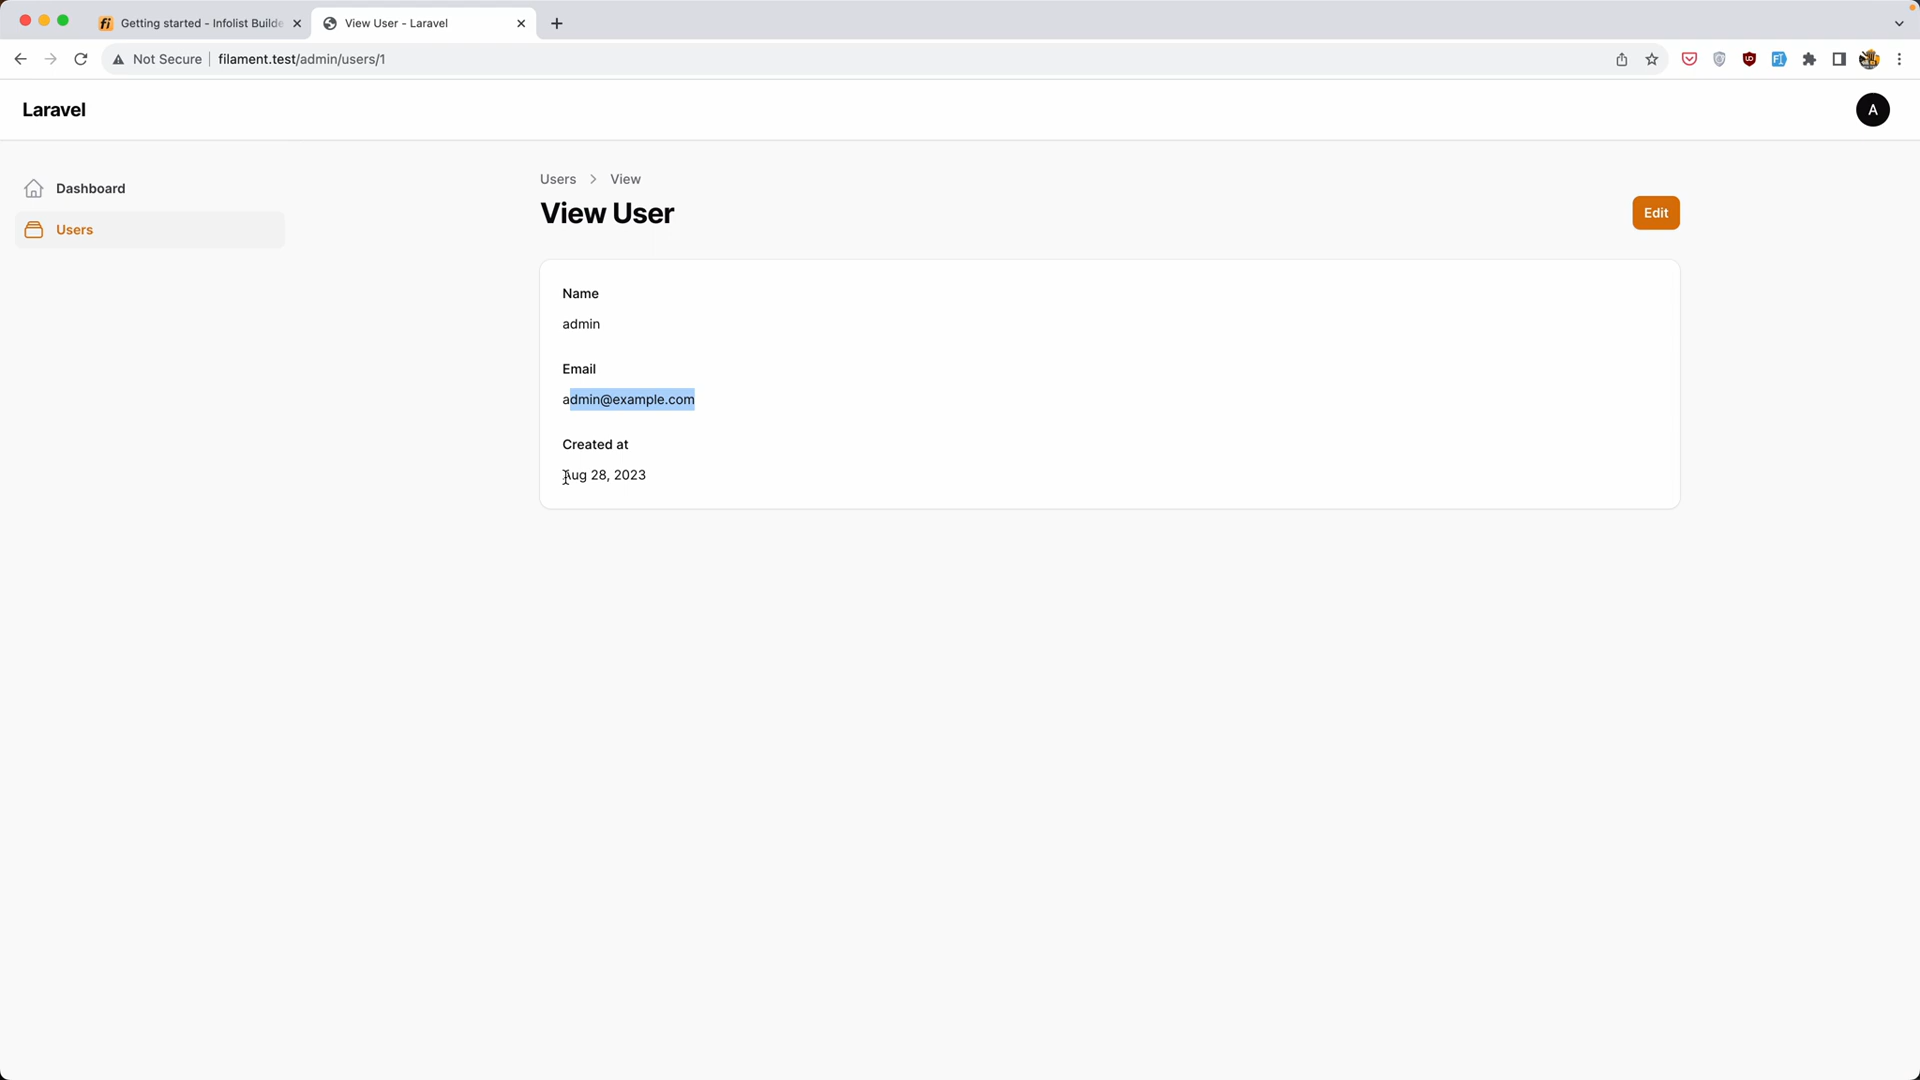 Getting started - Infolist Builde
View User - Laravel
Not Secure
filament.test/admin/users/1
Laravel
A
Dashboard
Users
Users > View
View User
Edit
Name
admin
Email
admin@example.com
Created at
Aug 28, 2023